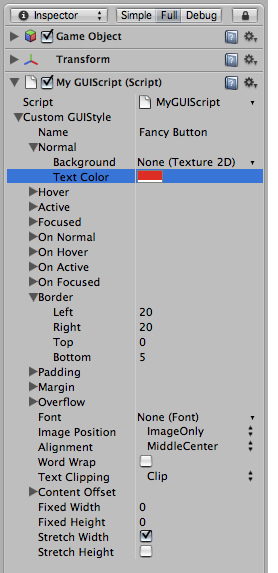 Inspector Simple Full Debug
Game Object
Transform
My GUIScript (Script)
Script MyGUIScript
Custom GUIStyle
Name Fancy Button
Normal
Background None (Texture 2D)
Text Color
Hover
Active
Focused
On Normal
On Hover
On Active
On Focused
Border
Left 20
Right 20
Top 0
Bottom 5
Padding
Margin
Overflow
Font None (Font)
Image Position ImageOnly
Alignment MiddleCenter
Word Wrap
Text Clipping Clip
Content Offset
Fixed Width 0
Fixed Height 0
Stretch Width
Stretch Height